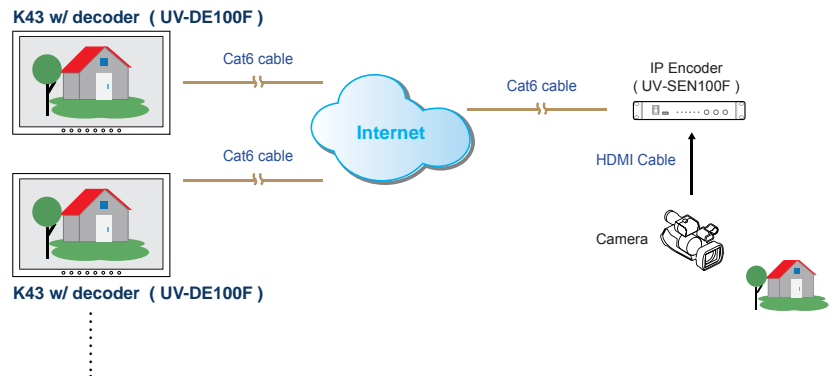 K43 w/ decoder ( UV-DE100F )
Cat6 cable
Cat6 cable
IP Encoder
( UV-SEN100F )
Internet
HDMI Cable
Cat6 cable
Camera
K43 w/ decoder ( UV-DE100F )